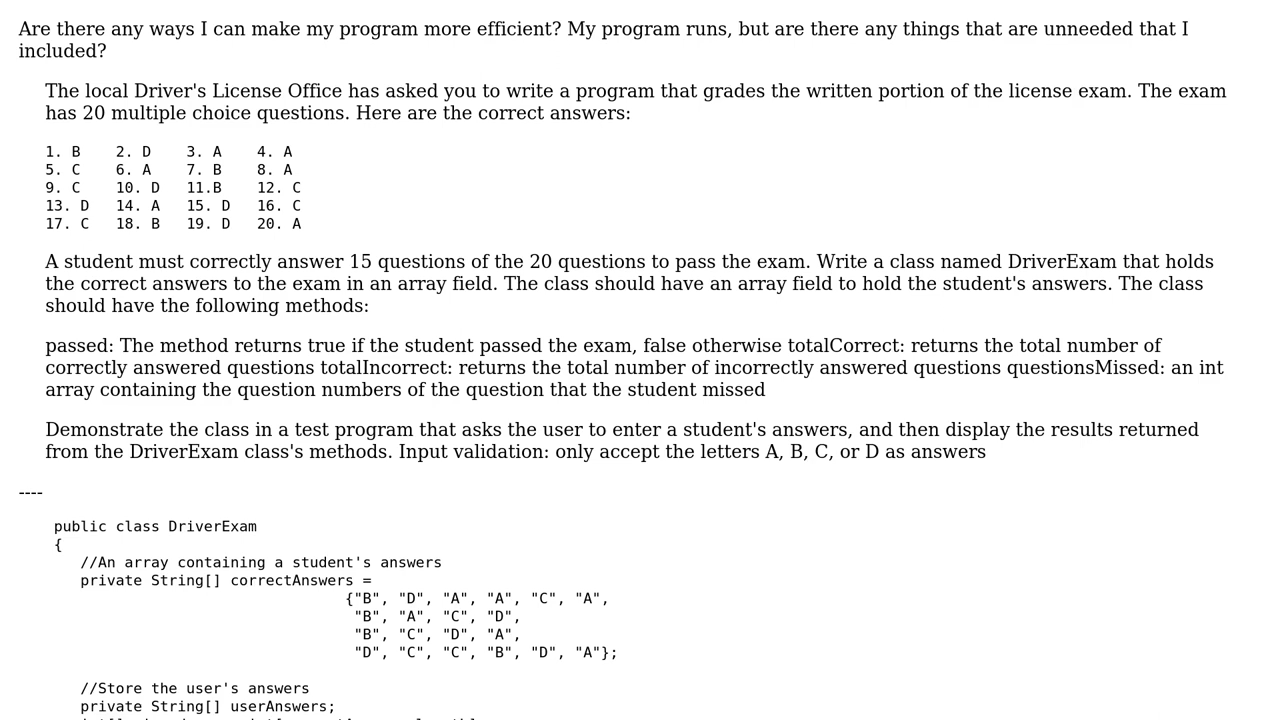 Are there any ways I can make my program more efficient? My program runs, but are there any things that are unneeded that I
included?
The local Driver's License Office has asked you to write a program that grades the written portion of the license exam. The exam
has 20 multiple choice questions. Here are the correct answers:
1. B    2. D    3. A    4. A
5. C    6. A    7. B    8. A
9. C    10. D   11.B    12. C
13. D   14. A   15. D   16. C
17. C   18. B   19. D   20. A
A student must correctly answer 15 questions of the 20 questions to pass the exam. Write a class named DriverExam that holds
the correct answers to the exam in an array field. The class should have an array field to hold the student's answers. The class
should have the following methods:
passed: The method returns true if the student passed the exam, false otherwise totalCorrect: returns the total number of
correctly answered questions totalIncorrect: returns the total number of incorrectly answered questions questionsMissed: an int
array containing the question numbers of the question that the student missed
Demonstrate the class in a test program that asks the user to enter a student's answers, and then display the results returned
from the DriverExam class's methods. Input validation: only accept the letters A, B, C, or D as answers
----
public class DriverExam
{
//An array containing a student's answers
private String[] correctAnswers =
{"B", "D", "A", "A", "C", "A",
"B", "A", "C", "D",
"B", "C", "D", "A",
"D", "C", "C", "B", "D", "A"};
//Store the user's answers
private String[] userAnswers;